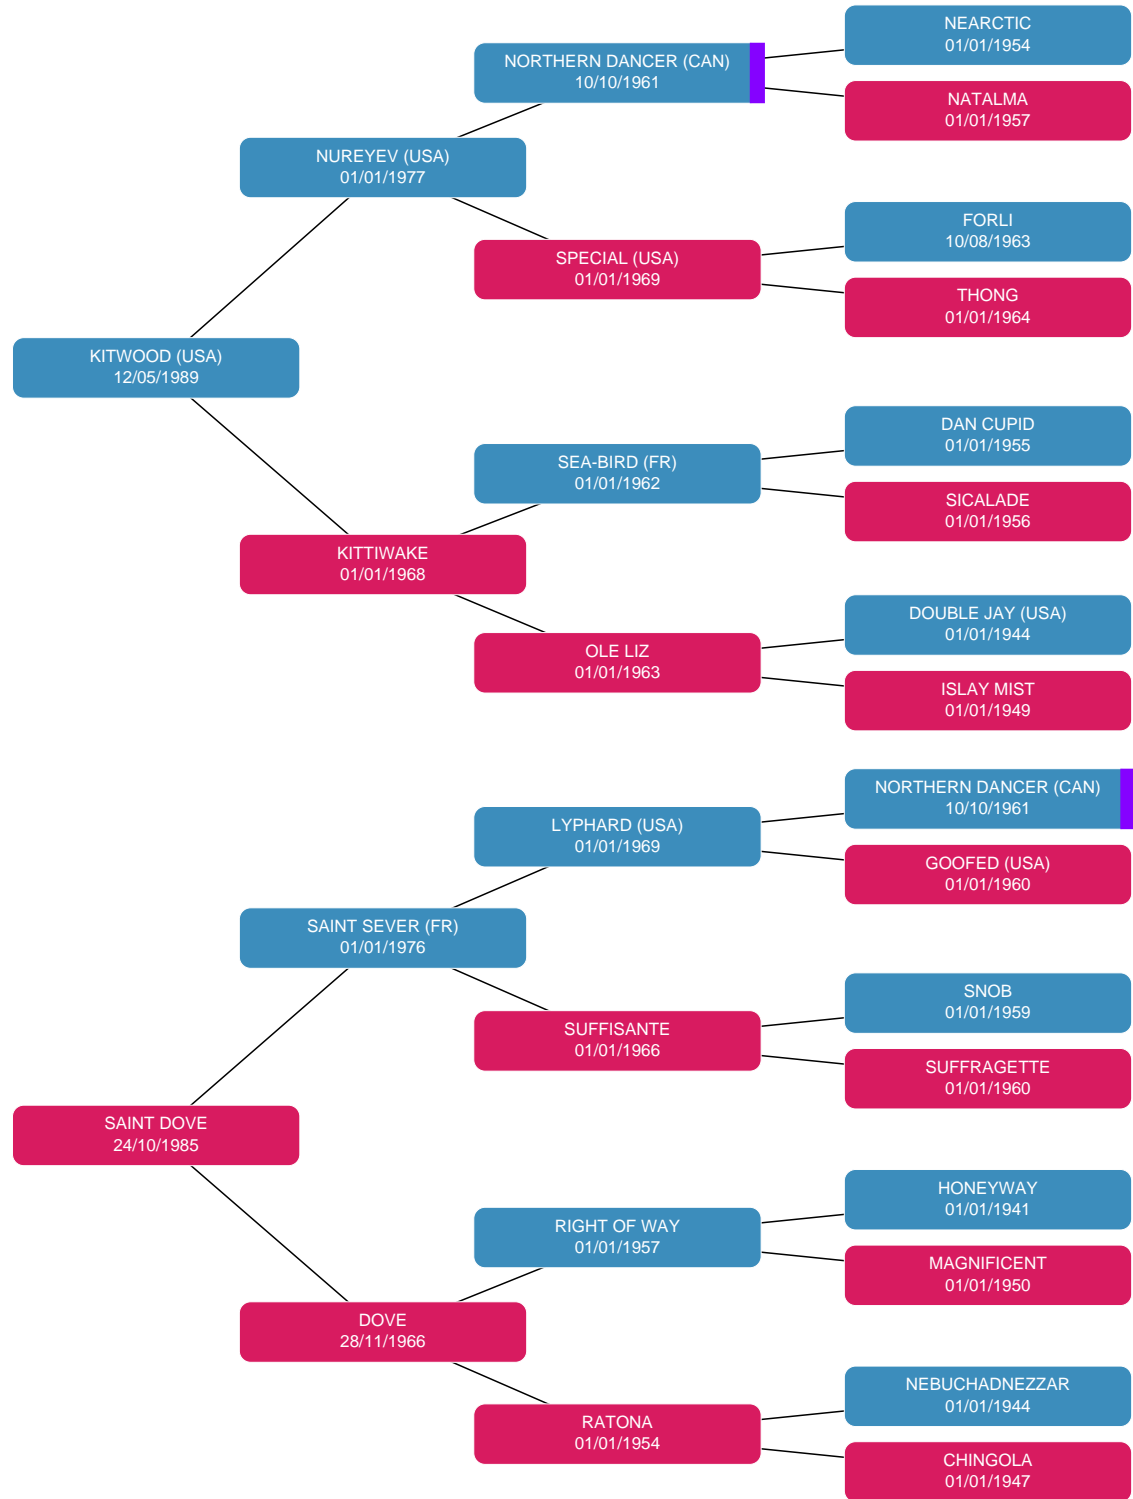 NEARCTIC
01/01/1954
NORTHERN DANCER (CAN)
10/10/1961
NATALMA
01/01/1957
NUREYEV (USA)
01/01/1977
FORLI
10/08/1963
SPECIAL (USA)
01/01/1969
THONG
01/01/1964
KITWOOD (USA)
12/05/1989
DAN CUPID
01/01/1955
SEA-BIRD (FR)
01/01/1962
SICALADE
01/01/1956
KITTIWAKE
01/01/1968
DOUBLE JAY (USA)
01/01/1944
OLE LIZ
01/01/1963
ISLAY MIST
01/01/1949
NORTHERN DANCER (CAN)
10/10/1961
LYPHARD (USA)
01/01/1969
GOOFED (USA)
01/01/1960
SAINT SEVER (FR)
01/01/1976
SNOB
01/01/1959
SUFFISANTE
01/01/1966
SUFFRAGETTE
01/01/1960
SAINT DOVE
24/10/1985
HONEYWAY
01/01/1941
RIGHT OF WAY
01/01/1957
MAGNIFICENT
01/01/1950
DOVE
28/11/1966
NEBUCHADNEZZAR
01/01/1944
RATONA
01/01/1954
CHINGOLA
01/01/1947